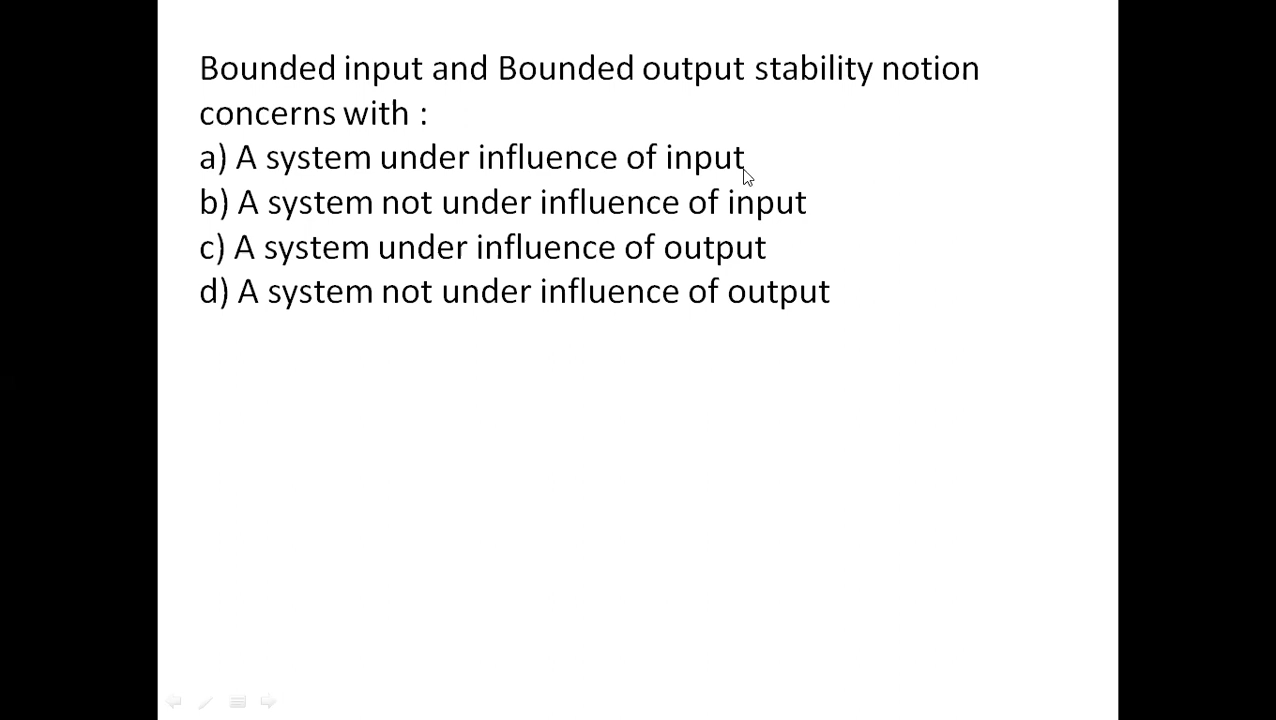 Bounded input and Bounded output stability notion
concerns with :
a) A system under influence of input
b) A system not under influence of input
c) A system under influence of output
d) A system not under influence of output